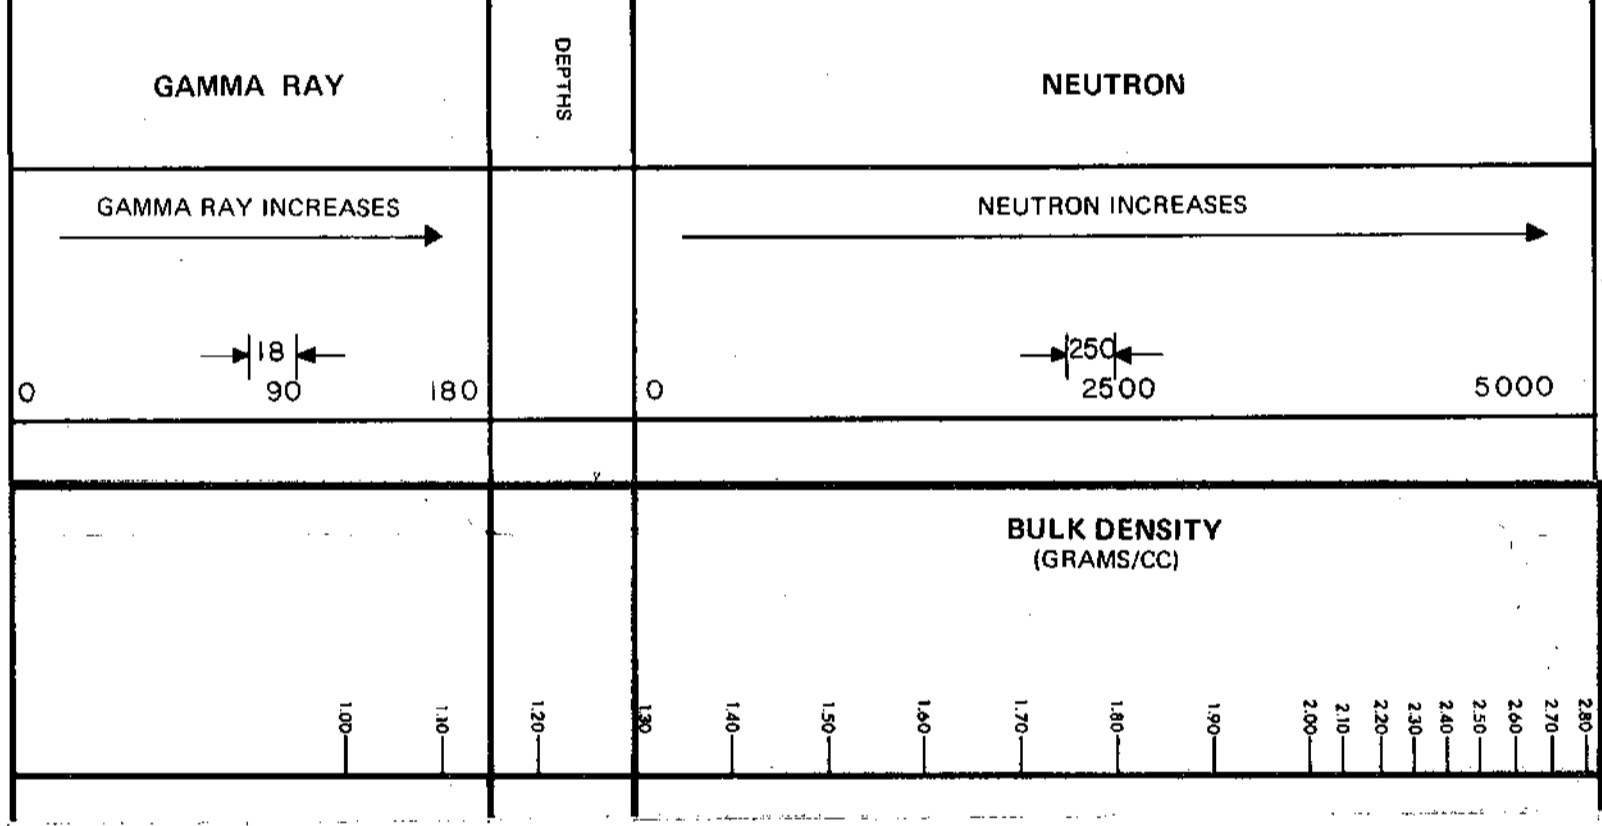 GAMMA RAY
DEPTHS
NEUTRON
GAMMA RAY INCREASES
NEUTRON INCREASES
18
250
0 90 180
0 2500 5000
BULK DENSITY
(GRAMS/CC)
1.00 1.10 1.20 1.30 1.40 1.50 1.60 1.70 1.80 1.90 2.00 2.10 2.20 2.30 2.40 2.50 2.60 2.70 2.80